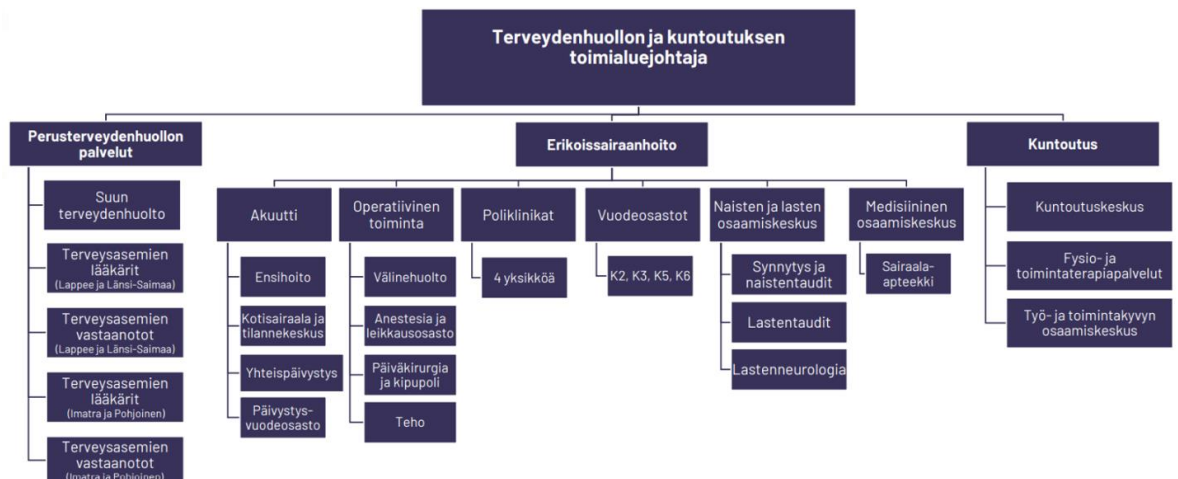 Terveydenhuollon ja kuntoutuksen
toimialuejohtaja
Perusterveydenhuollon
palvelut
Suun
terveydenhuolto
Terveysasemien
lääkärit
(Lappee ja Länsi-Saimaa)
Terveysasemien
vastaanotot
(Lappee ja Länsi-Saimaa)
Terveysasemien
lääkärit
(Imatra ja Pohjoinen)
Terveysasemien
vastaanotot
(Imatra ja Pohjoinen)
Erikoissairaanhoito
Akuutti
Ensihoito
Kotisairaala ja
tilannekeskus
Yhteispäivystys
Päivystys-
vuodeosasto
Operatiivinen
toiminta
Välinehuolto
Anestesia ja
leikkausosasto
Päiväkirurgia
ja kipupoli
Teho
Poliklinikat
4 yksikköä
Vuodeosastot
K2, K3, K5, K6
Naisten ja lasten
osaamiskeskus
Synnytys ja
naistentaudit
Lastentaudit
Lastenneurologia
Medisiininen
osaamiskeskus
Sairaala-
apteekki
Kuntoutus
Kuntoutuskeskus
Fysio- ja
toimintaterapiapalvelut
Työ- ja toimintakyvyn
osaamiskeskus